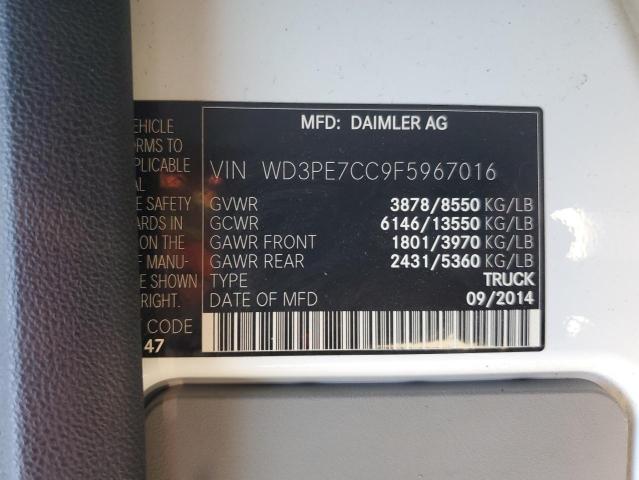 EHICLE
RMS TO
PLICABLE
AL
E SAFETY
ARDS IN
ON THE
F MANU-
E SHOWN
RIGHT.
CODE
47
MFD: DAIMLER AG
VIN WD3PE7CC9F5967016
GVWR 3878/8550 KG/LB
GCWR 6146/13550 KG/LB
GAWR FRONT 1801/3970 KG/LB
GAWR REAR 2431/5360 KG/LB
TYPE TRUCK
DATE OF MFD 09/2014